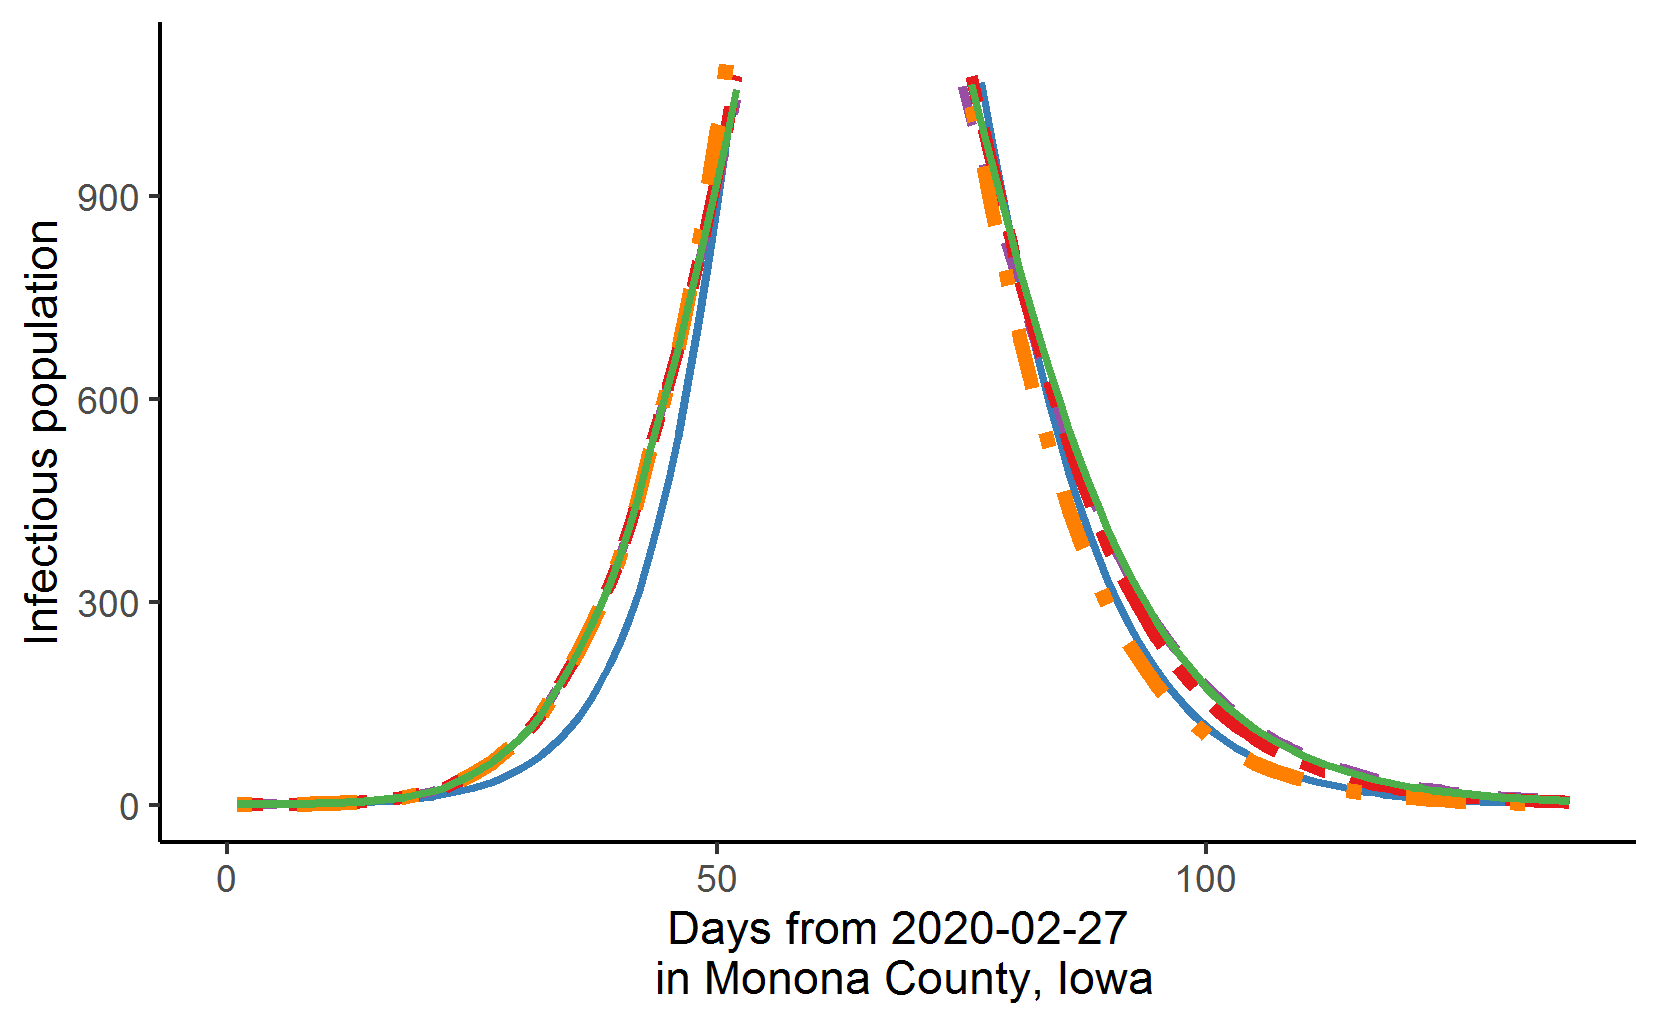 Infectious population
900
600
300
0
0
50
100
Days from 2020-02-27
in Monona County, Iowa